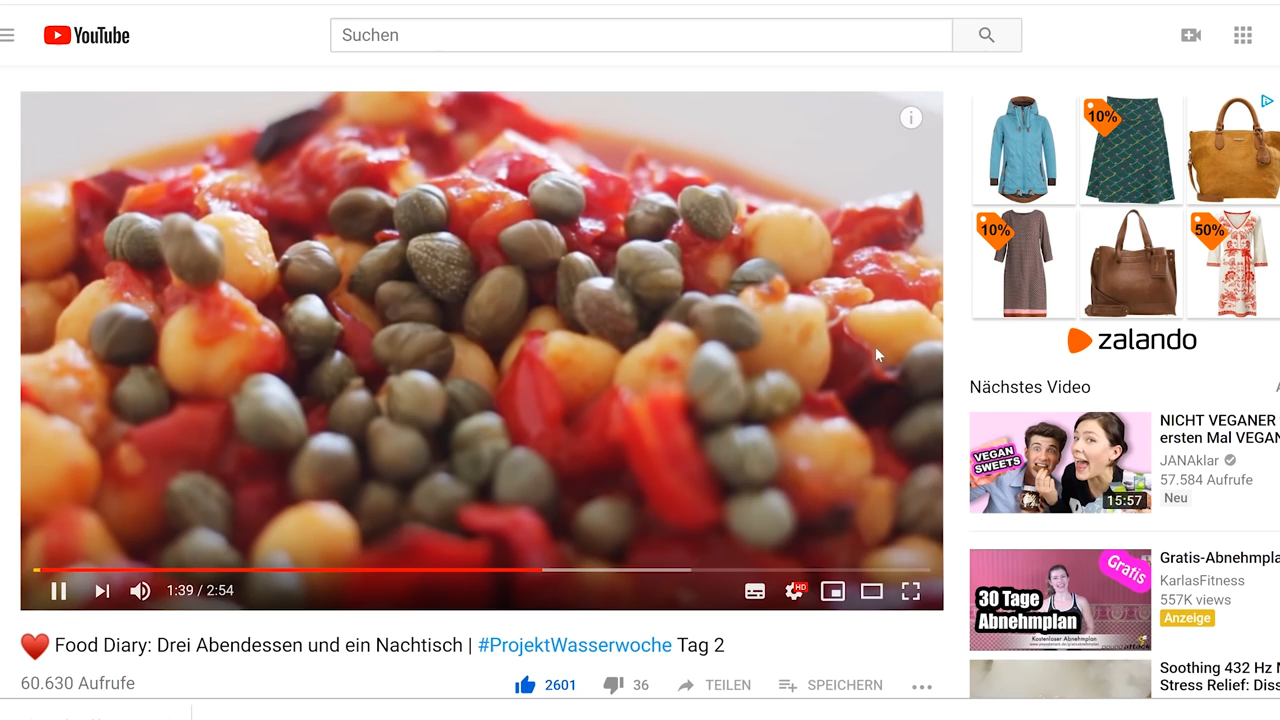 YouTube
Suchen
10%
10%
50%
zalando
1:39 / 2:54
HD
Food Diary: Drei Abendessen und ein Nachtisch | #ProjektWasserwoche Tag 2
60.630 Aufrufe
2601
36
TEILEN
SPEICHERN
Nächstes Video
VEGAN
SWEETS
15:57
NICHT VEGANER
ersten Mal VEGAN
JANAklar
57.584 Aufrufe
Neu
Gratis
30 Tage
Abnehmplan
Kostenloser Abnehmplan
Gratis-Abnehmpla
KarlasFitness
557K views
Anzeige
Soothing 432 Hz
Stress Relief: Diss